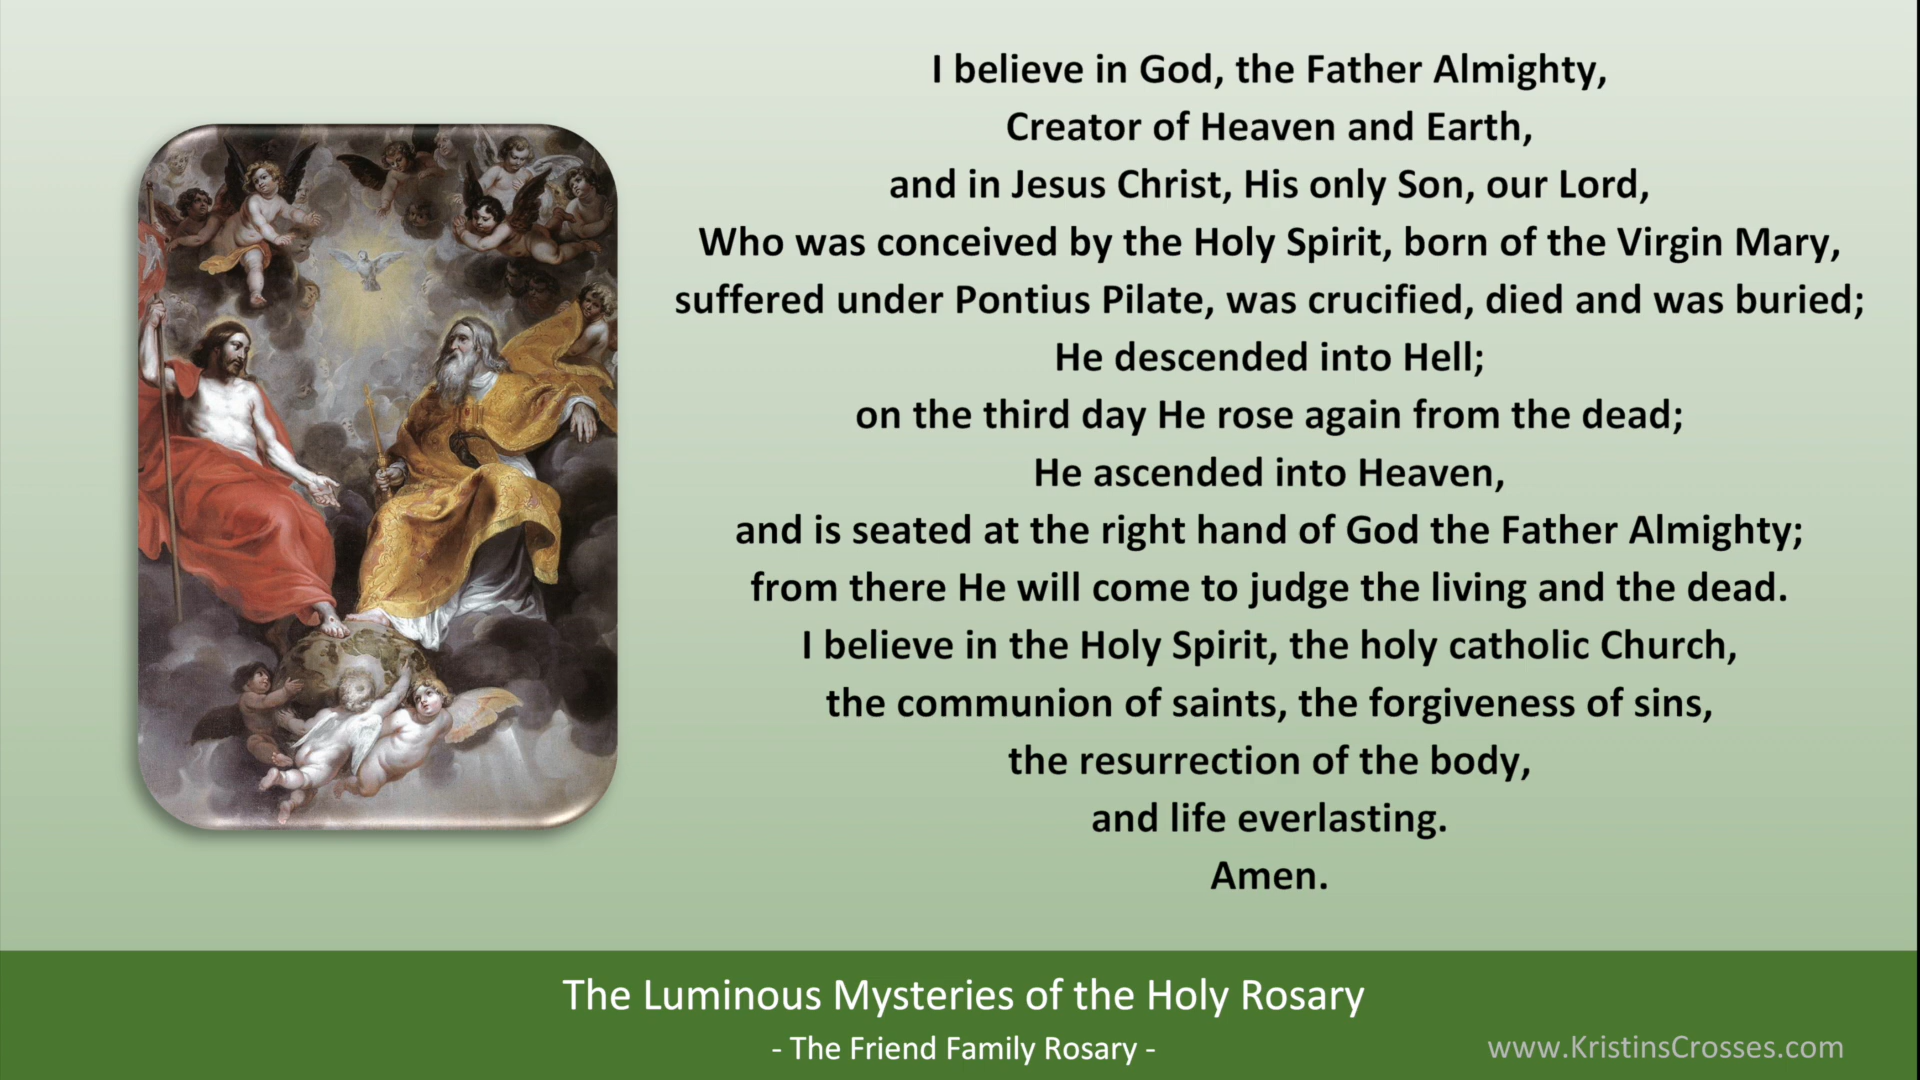 I believe in God, the Father Almighty,
Creator of Heaven and Earth,
and in Jesus Christ, His only Son, our Lord,
Who was conceived by the Holy Spirit, born of the Virgin Mary,
suffered under Pontius Pilate, was crucified, died and was buried;
He descended into Hell;
on the third day He rose again from the dead;
He ascended into Heaven,
and is seated at the right hand of God the Father Almighty;
from there He will come to judge the living and the dead.
I believe in the Holy Spirit, the holy catholic Church,
the communion of saints, the forgiveness of sins,
the resurrection of the body,
and life everlasting.
Amen.
The Luminous Mysteries of the Holy Rosary
- The Friend Family Rosary -
www.KristinsCrosses.com